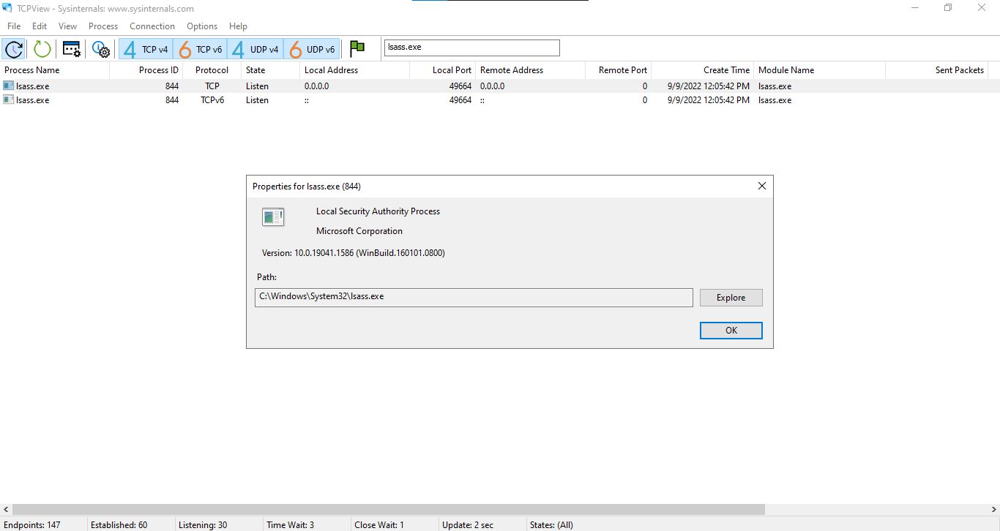 TCPView - Sysinternals: www.sysinternals.com
File Edit View Process Connection Options Help
4 TCP v4 6 TCP v6 4 UDP v4 6 UDP v6 lsass.exe
Process Name Process ID Protocol State Local Address Local Port Remote Address Remote Port Create Time Module Name Sent Packets
lsass.exe 844 TCP Listen 0.0.0.0 49664 0.0.0.0 0 9/9/2022 12:05:42 PM lsass.exe
lsass.exe 844 TCPv6 Listen :: 49664 :: 0 9/9/2022 12:05:42 PM lsass.exe
Properties for lsass.exe (844)
Local Security Authority Process
Microsoft Corporation
Version: 10.0.19041.1586 (WinBuild.160101.0800)
Path:
C:\Windows\System32\lsass.exe Explore
OK
Endpoints: 147 Established: 60 Listening: 30 Time Wait: 3 Close Wait: 1 Update: 2 sec States: (All)